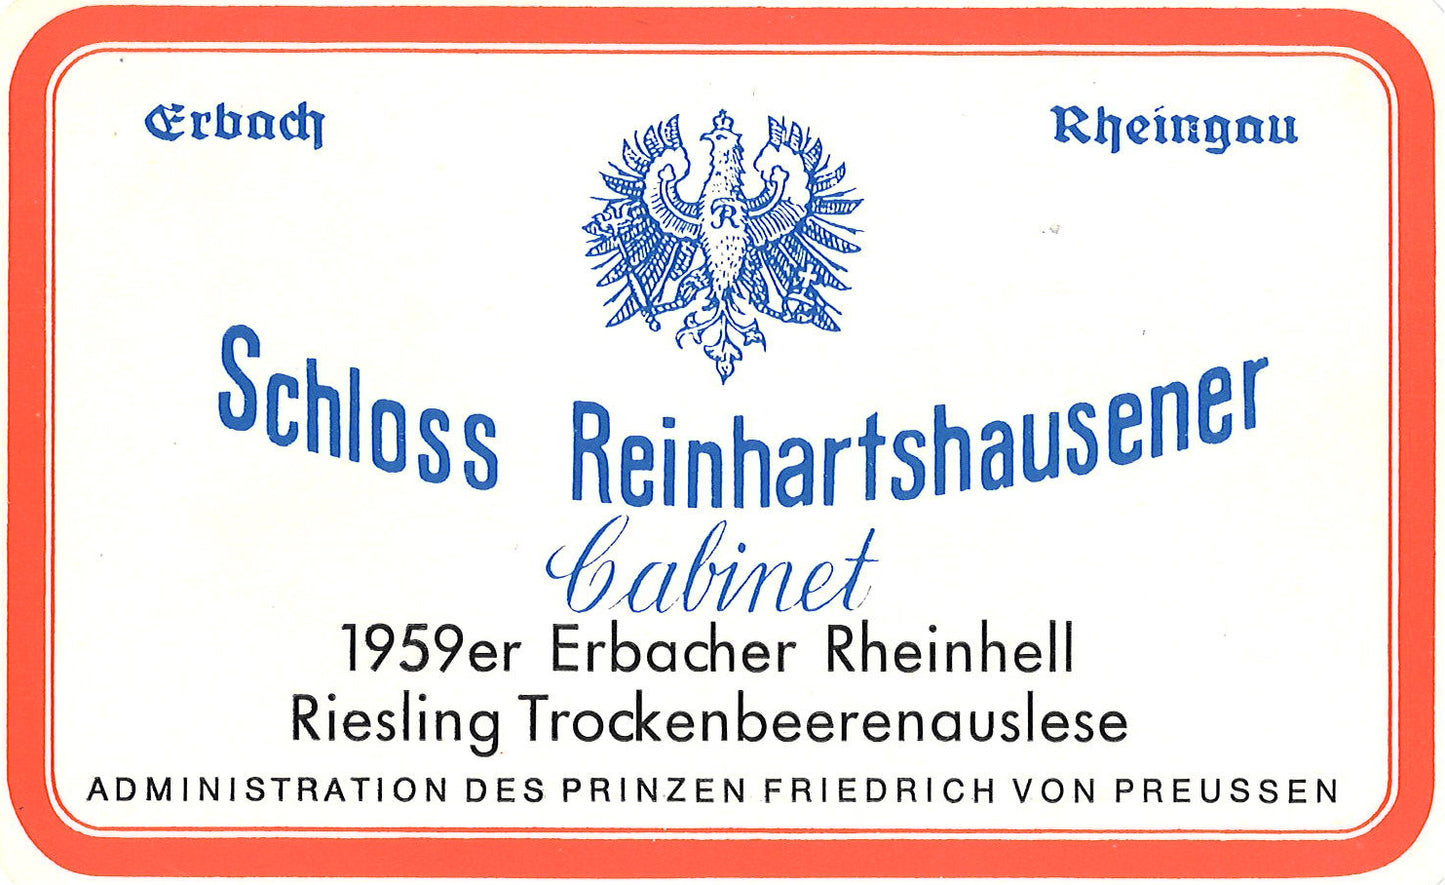 Erbach
Rheingau
R
Schloss Reinhartshausener
Cabinet
1959er Erbacher Rheinhell
Riesling Trockenbeerenauslese
ADMINISTRATION DES PRINZEN FRIEDRICH VON PREUSSEN